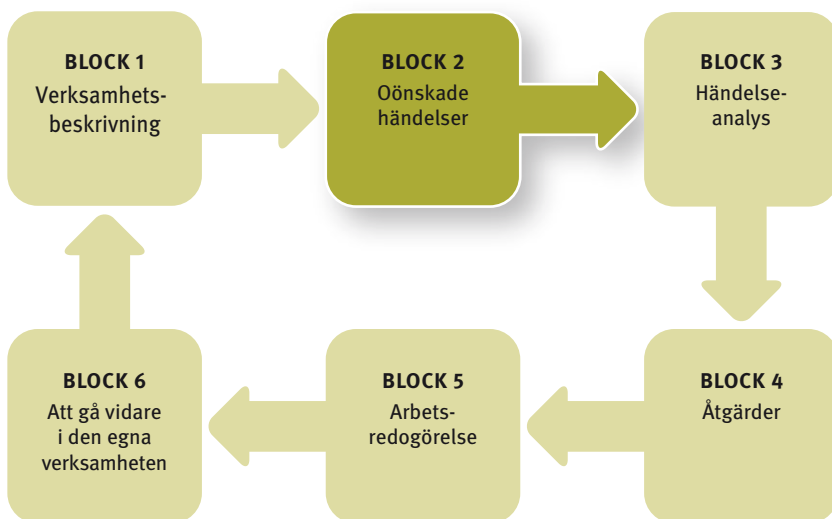 BLOCK 1
Verksamhets-
beskrivning
BLOCK 2
Oönskade
händelser
BLOCK 3
Händelse-
analys
BLOCK 4
Åtgärder
BLOCK 5
Arbets-
redogörelse
BLOCK 6
Att gå vidare
i den egna
verksamheten